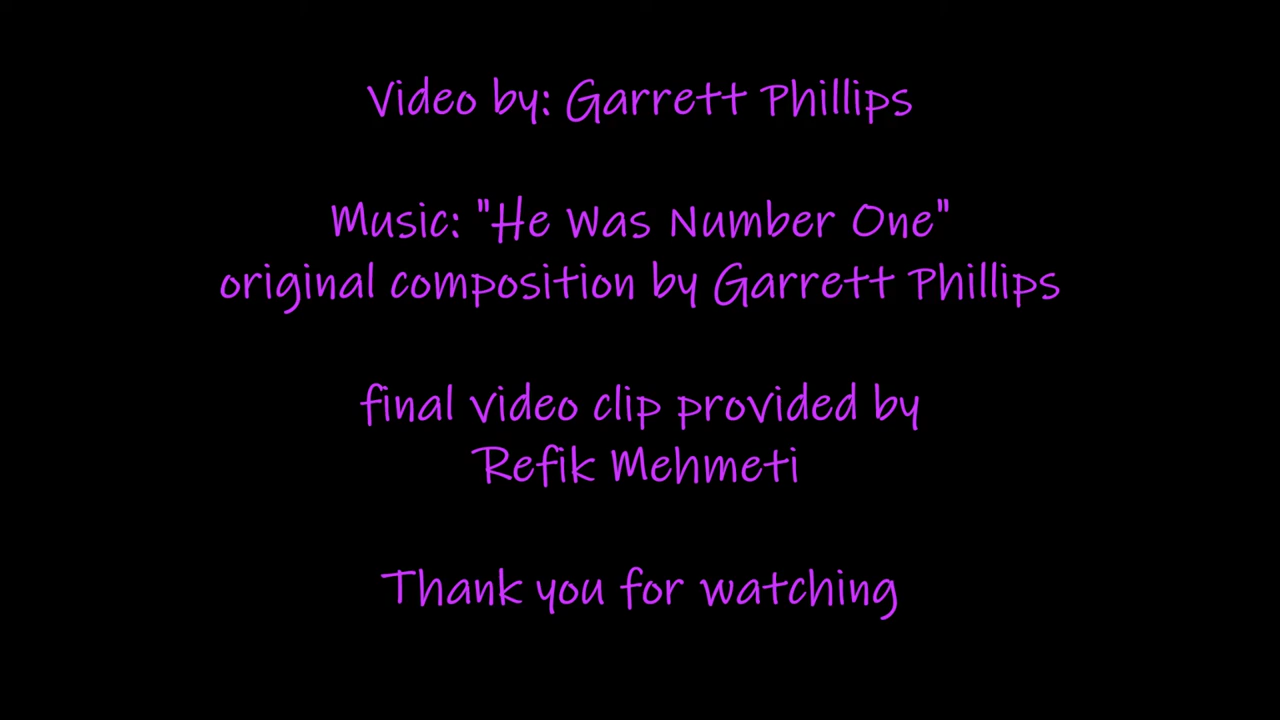 Video by: Garrett Phillips
Music: "He Was Number One"
original composition by Garrett Phillips
final video clip provided by
Refik Mehmeti
Thank you for watching